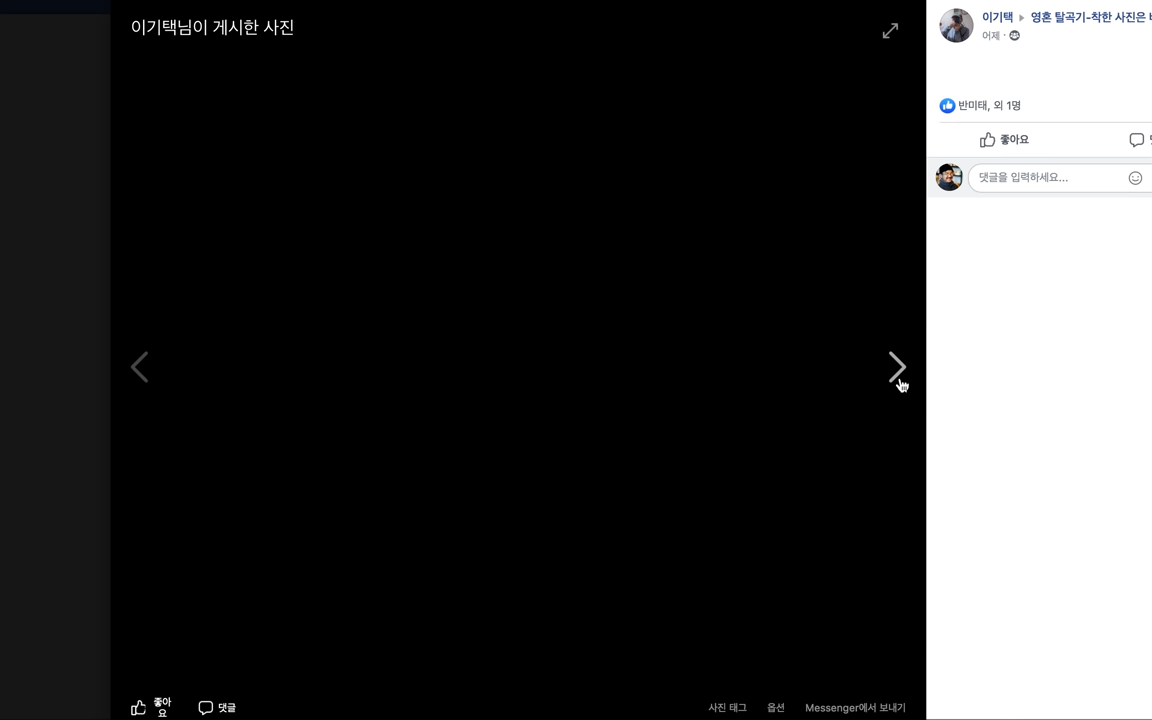 이기택님이 게시한 사진
이기택 ▸ 영혼 탈곡기-착한 사진은
어제 ·
반미태, 외 1명
좋아요
댓글을 입력하세요...
좋아
요
댓글
사진 태그
옵션
Messenger에서 보내기